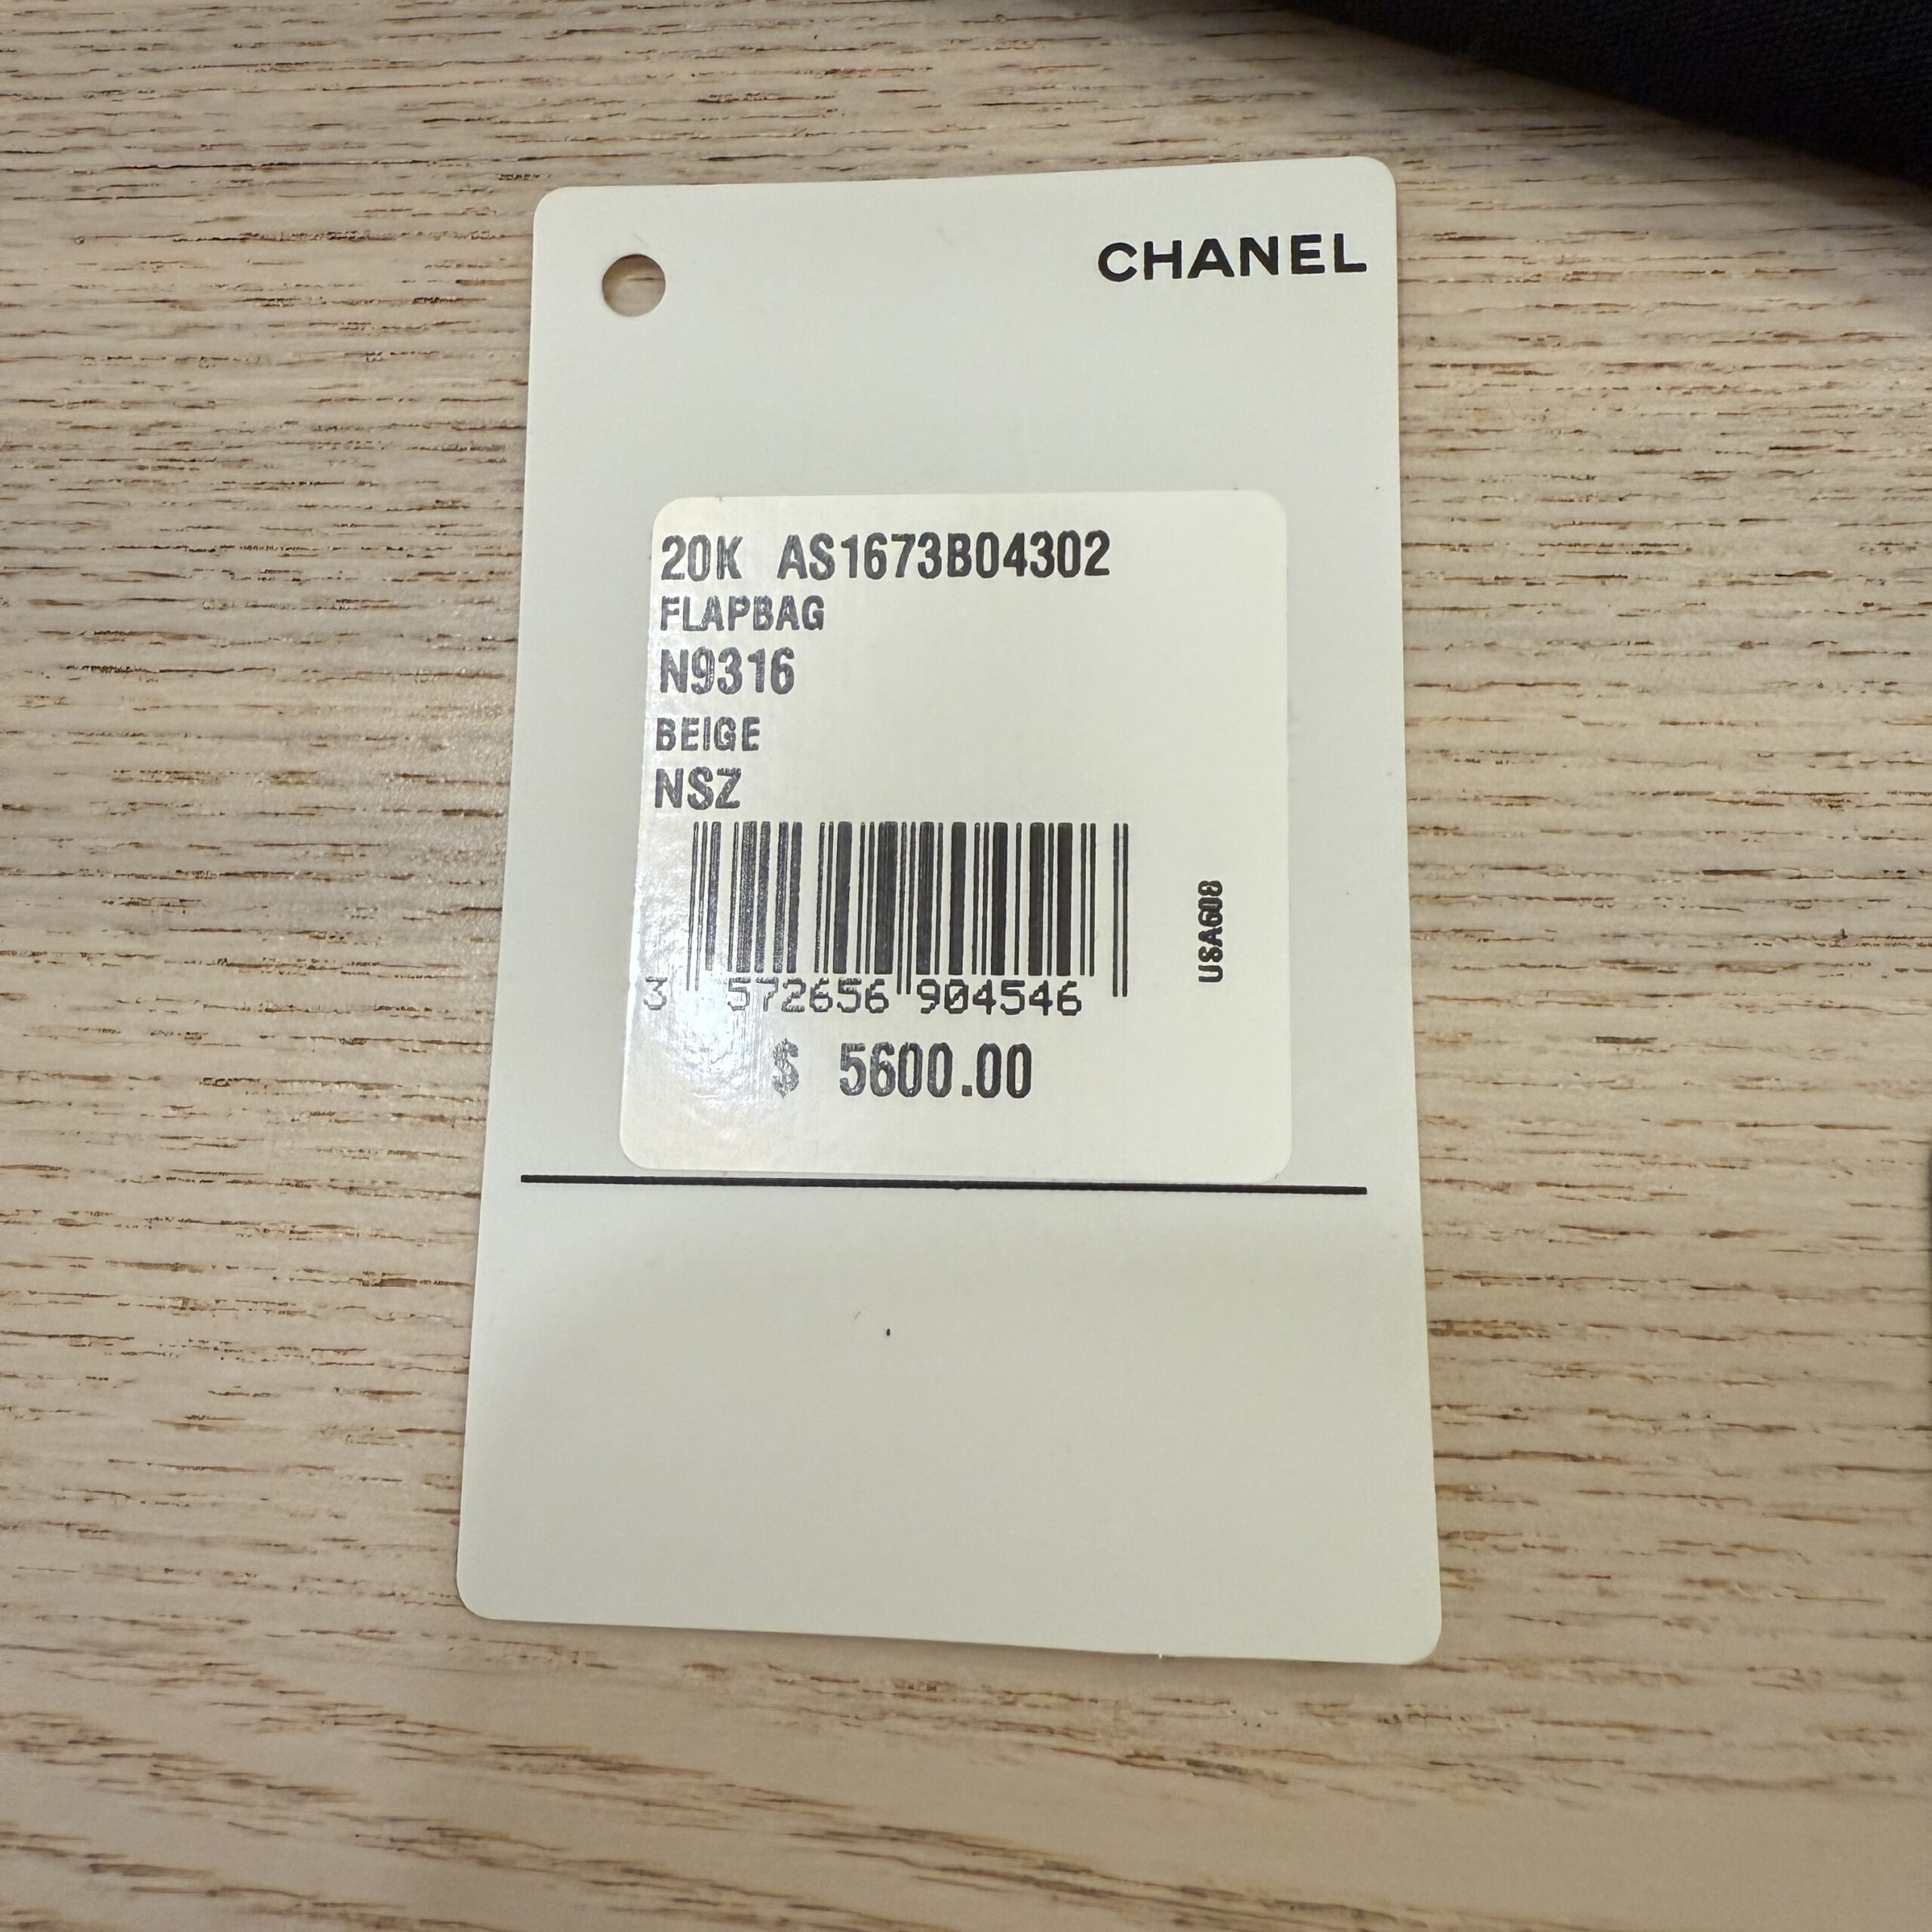 CHANEL
20K AS1673B04302
FLAPBAG
N9316
BEIGE
NSZ
USA608
3 572656 904546
$ 5600.00